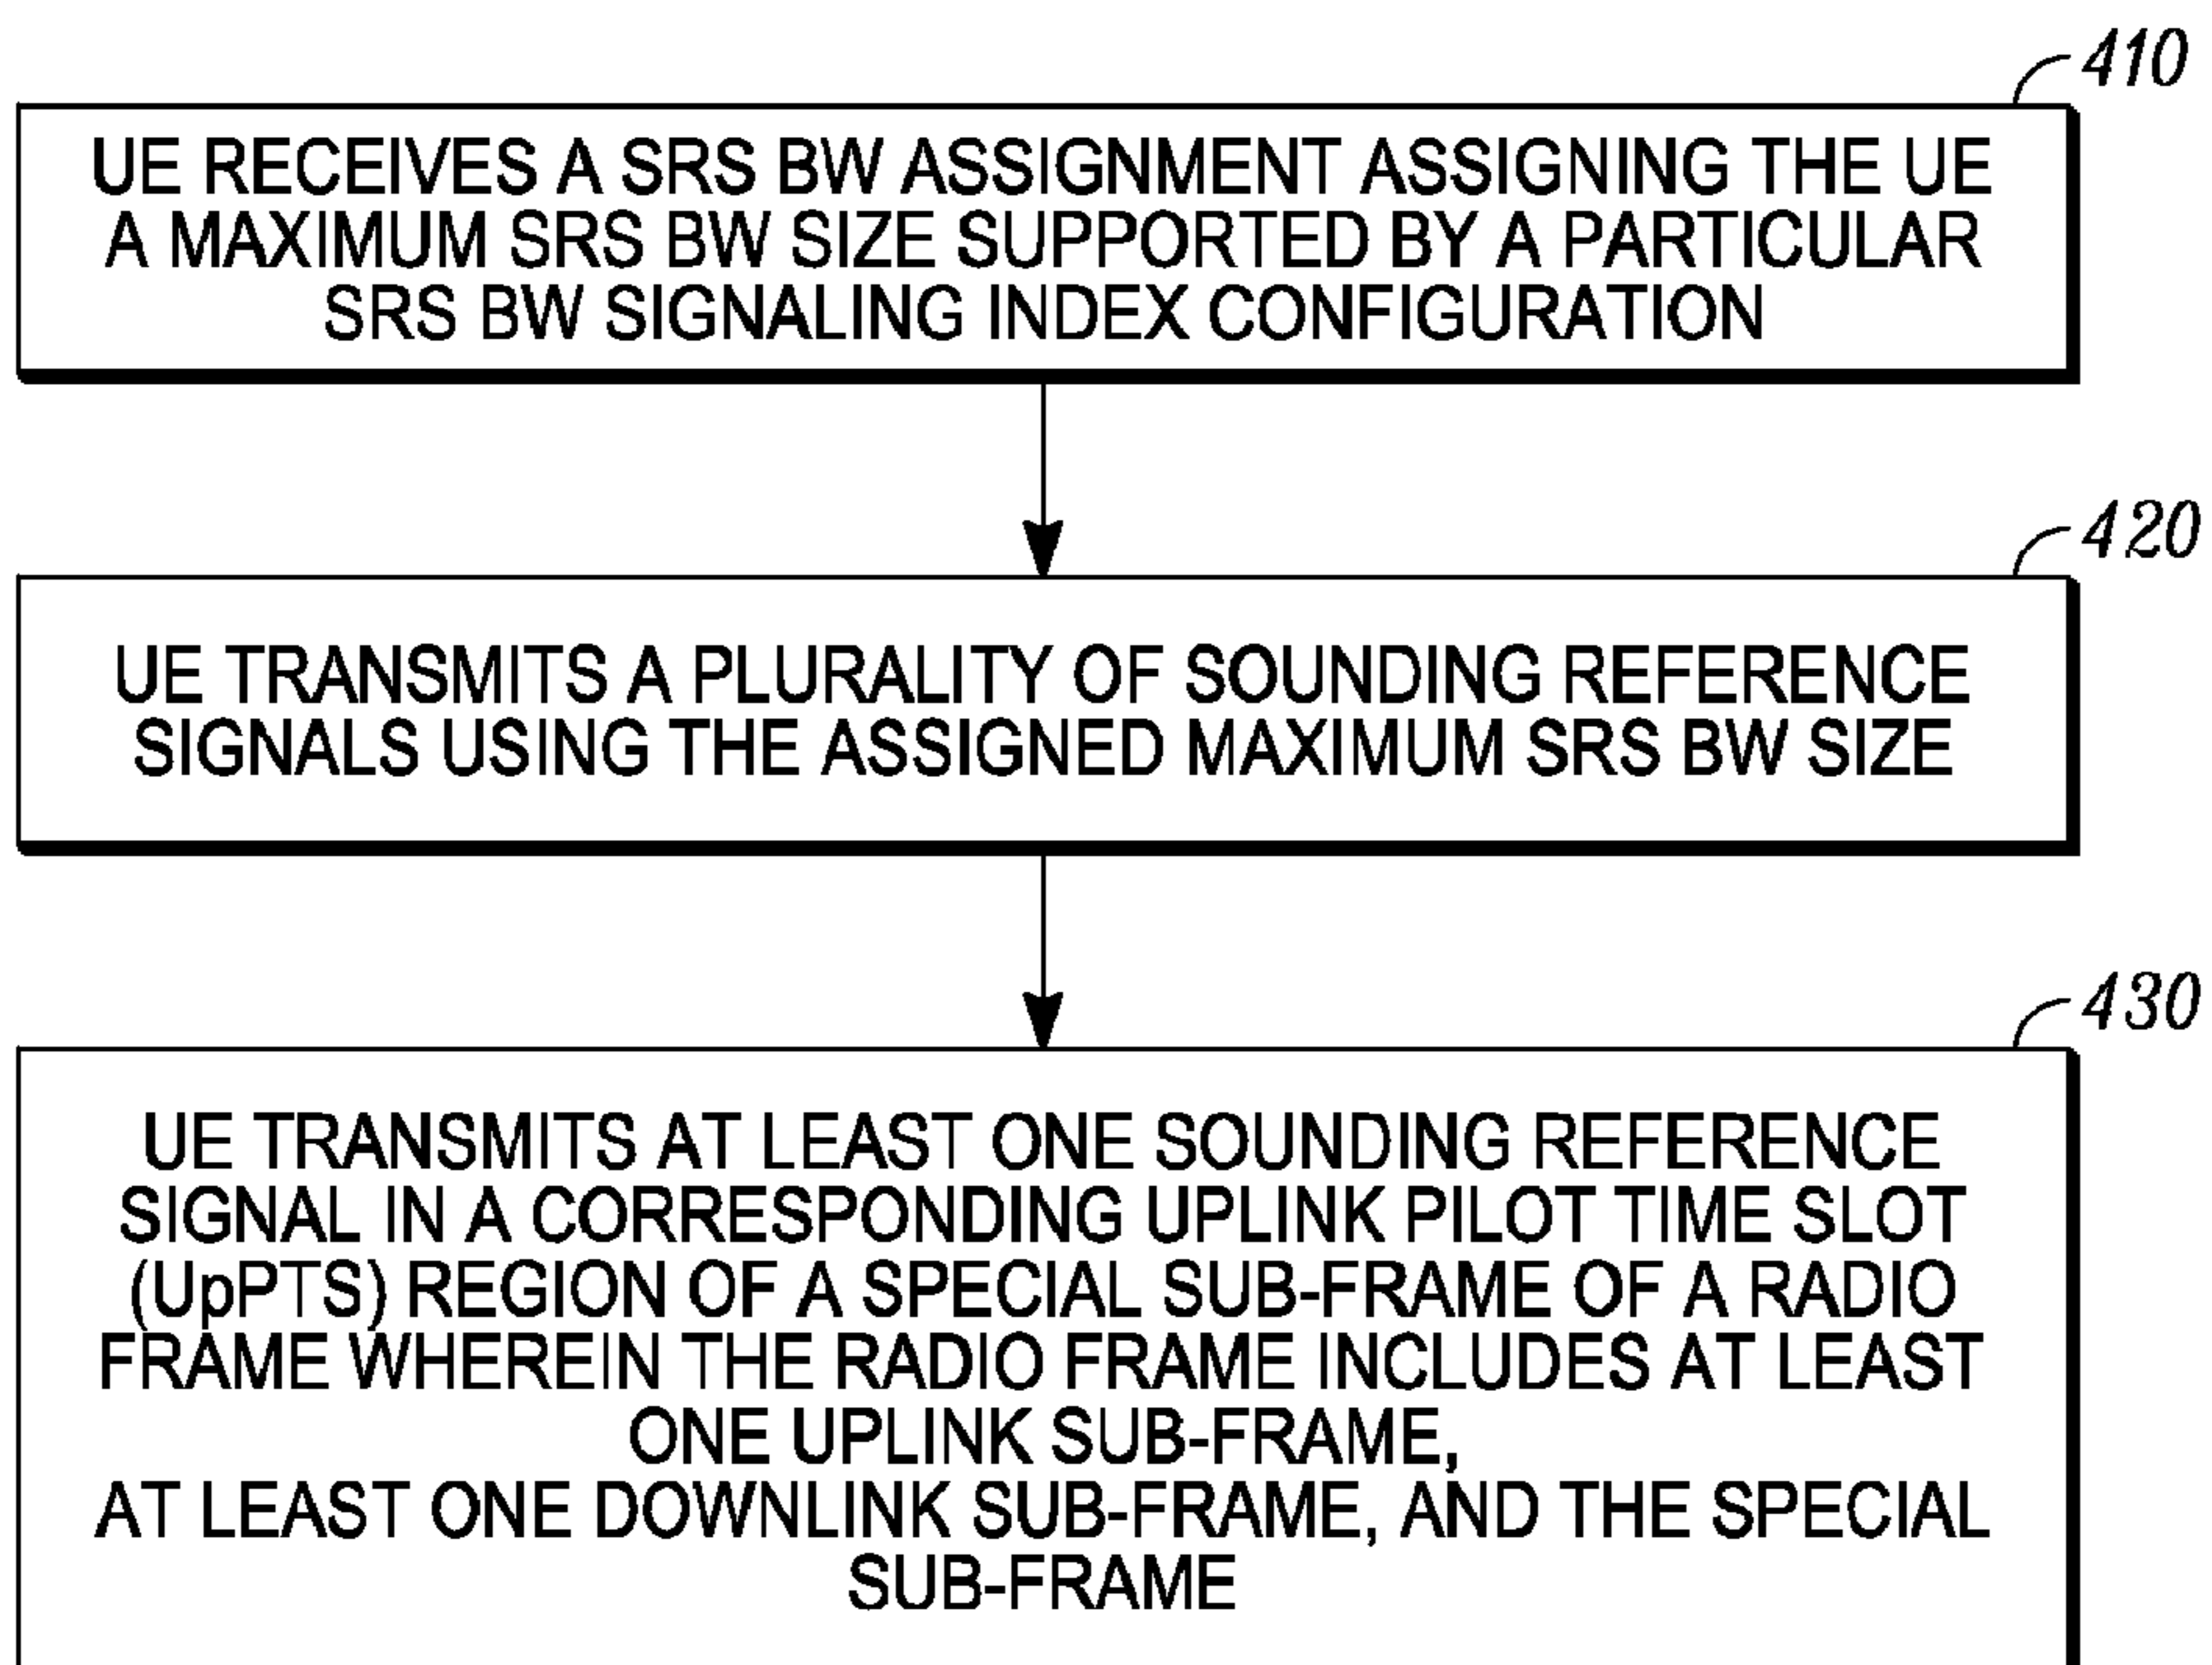 410
UE RECEIVES A SRS BW ASSIGNMENT ASSIGNING THE UE
A MAXIMUM SRS BW SIZE SUPPORTED BY A PARTICULAR
SRS BW SIGNALING INDEX CONFIGURATION
420
UE TRANSMITS A PLURALITY OF SOUNDING REFERENCE
SIGNALS USING THE ASSIGNED MAXIMUM SRS BW SIZE
430
UE TRANSMITS AT LEAST ONE SOUNDING REFERENCE
SIGNAL IN A CORRESPONDING UPLINK PILOT TIME SLOT
(UpPTS) REGION OF A SPECIAL SUB-FRAME OF A RADIO
FRAME WHEREIN THE RADIO FRAME INCLUDES AT LEAST
ONE UPLINK SUB-FRAME,
AT LEAST ONE DOWNLINK SUB-FRAME, AND THE SPECIAL
SUB-FRAME